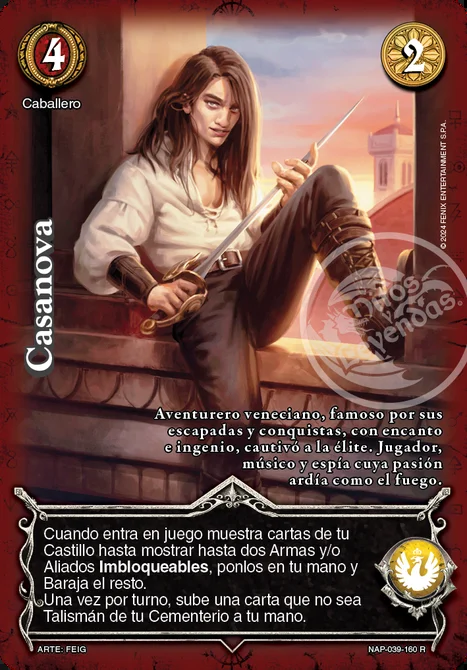 4
2
Caballero
© 2024 FENIX ENTERTAINMENT S.P.A.
Casanova
Mitos
y
Leyendas
Aventurero veneciano, famoso por sus
escapadas y conquistas, con encanto
e ingenio, cautivó a la élite. Jugador,
músico y espía cuya pasión
ardía como el fuego.
Cuando entra en juego muestra cartas de tu
Castillo hasta mostrar hasta dos Armas y/o
Aliados Imbloqueables, ponlos en tu mano y
Baraja el resto.
Una vez por turno, sube una carta que no sea
Talismán de tu Cementerio a tu mano.
ARTE: FEIG
NAP-039-160 R